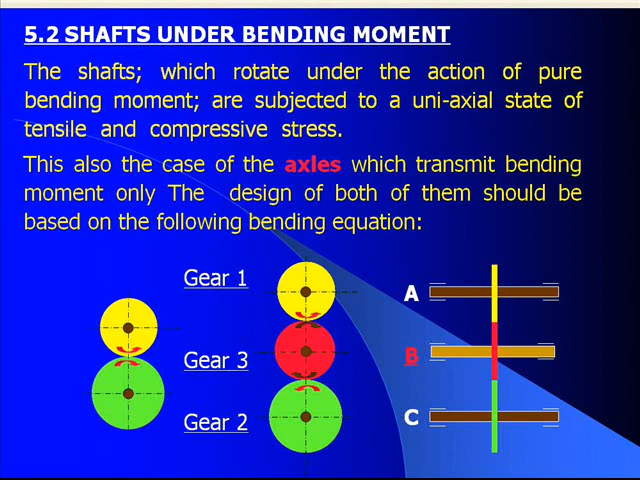 5.2 SHAFTS UNDER BENDING MOMENT
The shafts; which rotate under the action of pure
bending moment; are subjected to a uni-axial state of
tensile and compressive stress.
This also the case of the axles which transmit bending
moment only The design of both of them should be
based on the following bending equation:
Gear 1
A
Gear 3
B
Gear 2
C